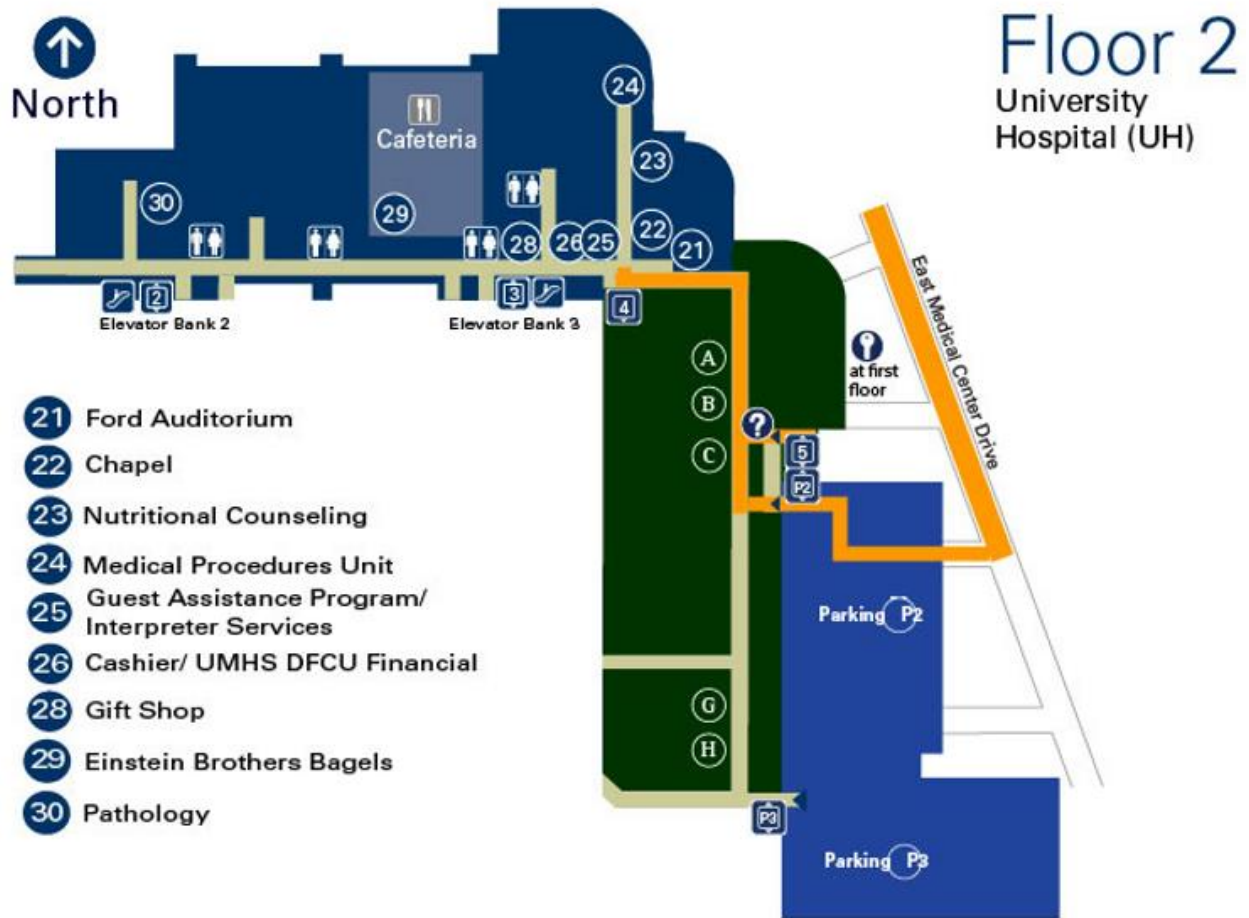 North
Floor 2
University
Hospital (UH)
24
Cafeteria
23
30
29
28
26
25
22
21
2
3
4
Elevator Bank 2
Elevator Bank 3
East Medical Center Drive
A
at first
floor
B
?
C
5
P2
21 Ford Auditorium
22 Chapel
23 Nutritional Counseling
24 Medical Procedures Unit
25 Guest Assistance Program/
Interpreter Services
26 Cashier/ UMHS DFCU Financial
28 Gift Shop
29 Einstein Brothers Bagels
30 Pathology
Parking P2
G
H
P3
Parking P3